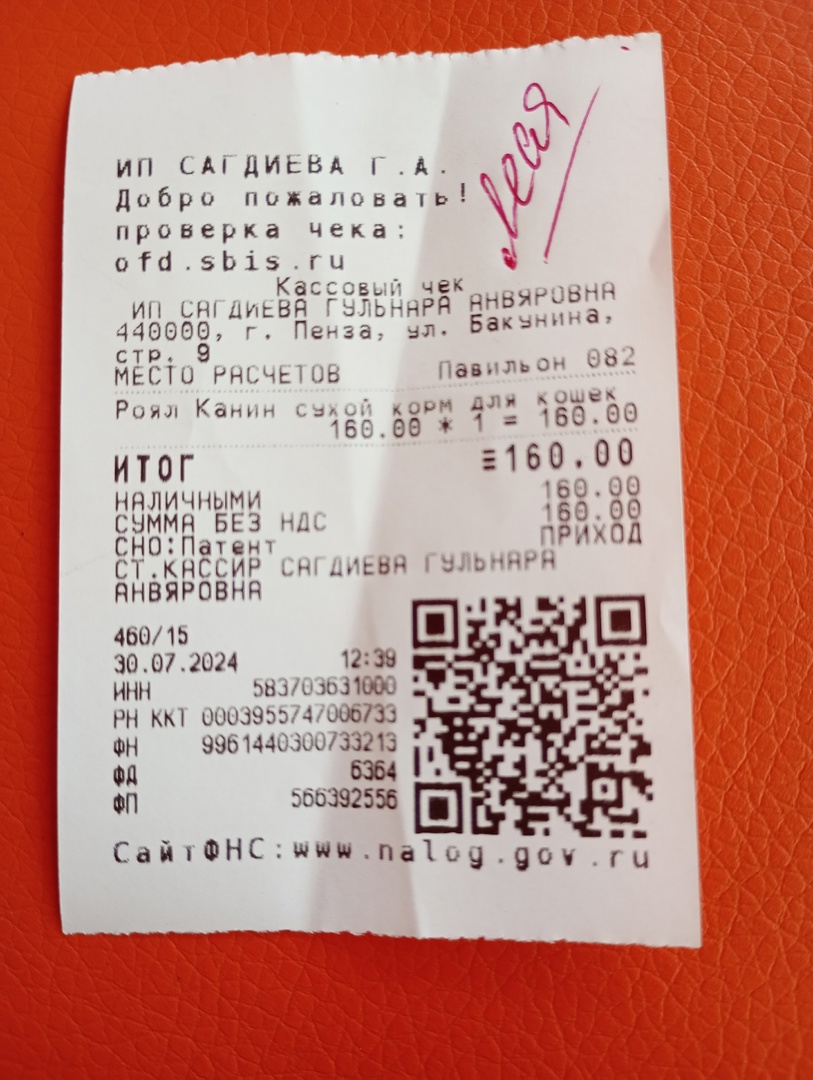 ИП САГДИЕВА Г.А.
Добро пожаловать!
проверка чека:
ofd.sbis.ru
Кассовый чек
ИП САГДИЕВА ГУЛЬНАРА АНВЯРОВНА
440000, г. Пенза, ул. Бакунина,
стр. 9
МЕСТО РАСЧЕТОВ Павильон 082
Роял Канин сухой корм для кошек
160.00 * 1 = 160.00
ИТОГ ≡160.00
НАЛИЧНЫМИ 160.00
СУММА БЕЗ НДС 160.00
СНО:Патент ПРИХОД
СТ.КАССИР САГДИЕВА ГУЛЬНАРА
АНВЯРОВНА
460/15
30.07.2024 12:39
ИНН 583703631000
РН ККТ 0003955747006733
ФН 9961440300733213
ФД 6364
ФП 566392556
СайтФНС:www.nalog.gov.ru